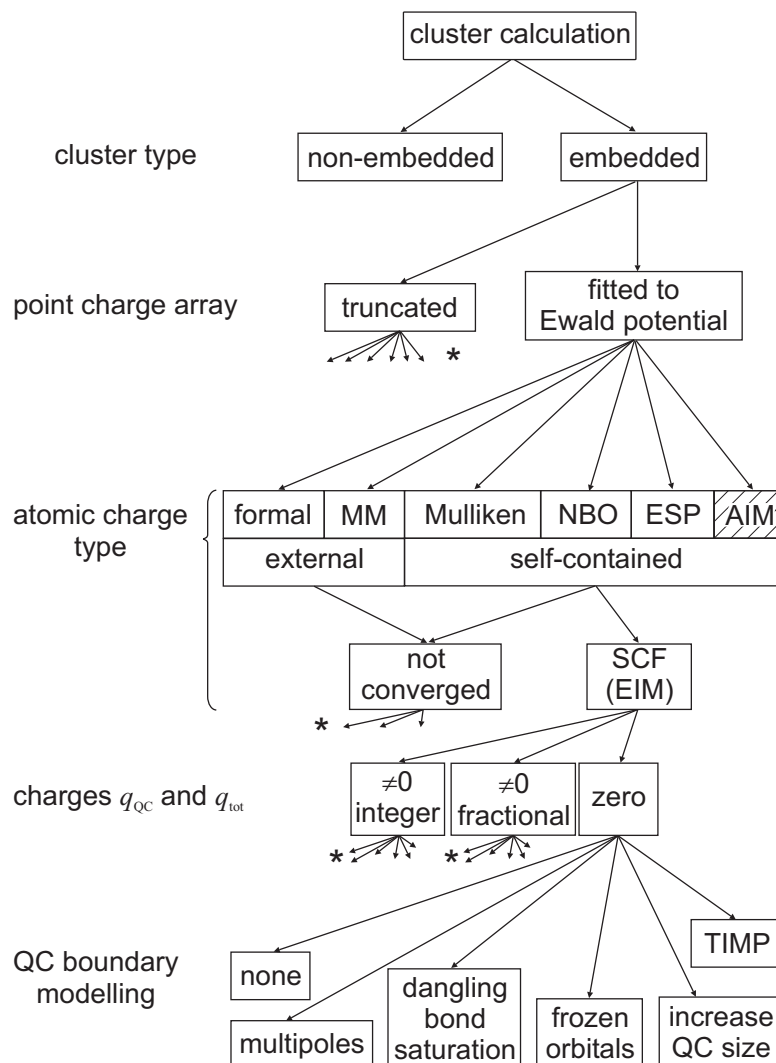 cluster calculation
cluster type
non-embedded
embedded
point charge array
truncated
fitted to
Ewald potential
*
atomic charge
type
formal
MM
Mulliken
NBO
ESP
AIM
external
self-contained
not
converged
SCF
(EIM)
*
charges qQC and qtot
≠0
integer
≠0
fractional
zero
*
*
QC boundary
modelling
none
multipoles
dangling
bond
saturation
frozen
orbitals
TIMP
increase
QC size